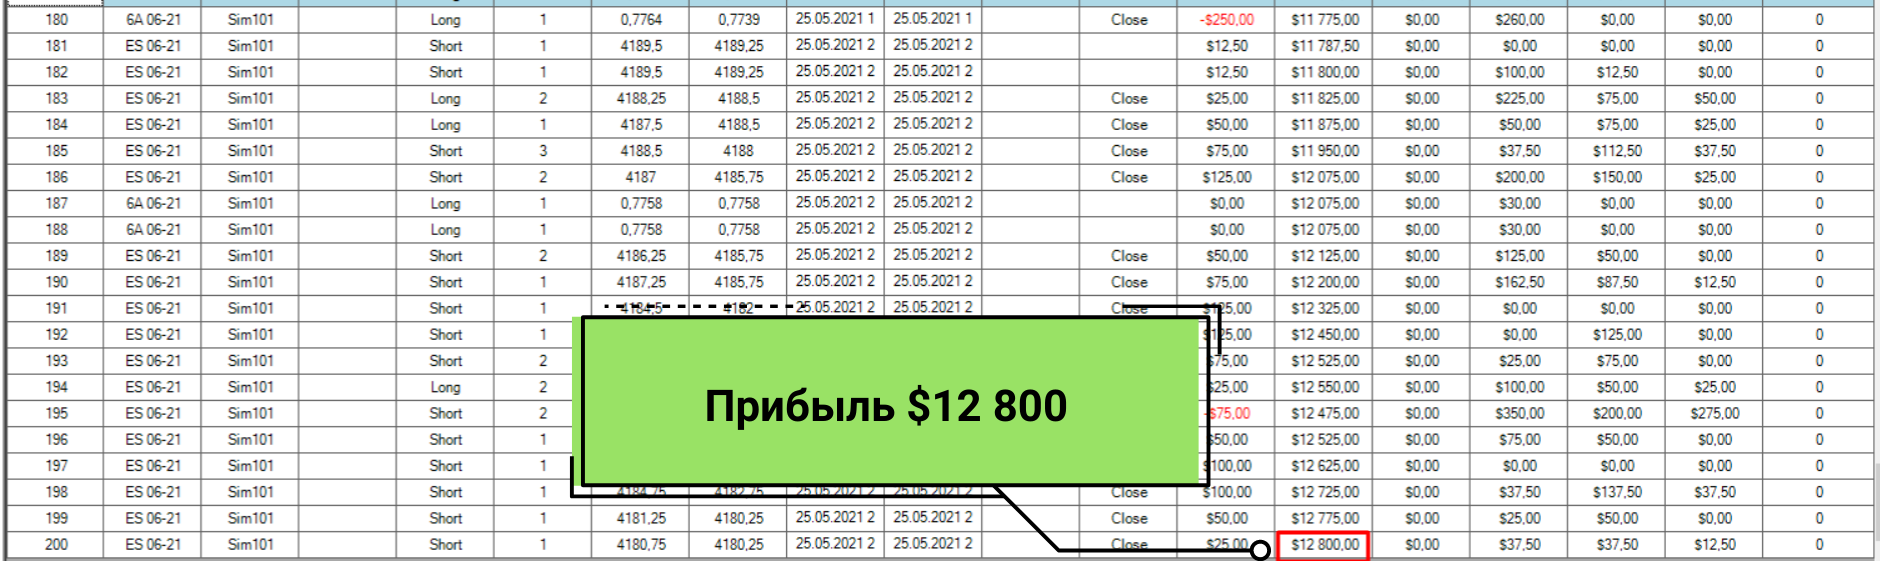 180 6A 06-21 Sim101 Long 1 0,7764 0,7739 25.05.2021 1 25.05.2021 1 Close -$250,00 $11 775,00 $0,00 $260,00 $0,00 $0,00 0
181 ES 06-21 Sim101 Short 1 4189,5 4189,25 25.05.2021 2 25.05.2021 2 $12,50 $11 787,50 $0,00 $0,00 $0,00 $0,00 0
182 ES 06-21 Sim101 Short 1 4189,5 4189,25 25.05.2021 2 25.05.2021 2 $12,50 $11 800,00 $0,00 $100,00 $12,50 $0,00 0
183 ES 06-21 Sim101 Long 2 4188,25 4188,5 25.05.2021 2 25.05.2021 2 Close $25,00 $11 825,00 $0,00 $225,00 $75,00 $50,00 0
184 ES 06-21 Sim101 Long 1 4187,5 4188,5 25.05.2021 2 25.05.2021 2 Close $50,00 $11 875,00 $0,00 $50,00 $75,00 $25,00 0
185 ES 06-21 Sim101 Short 3 4188,5 4188 25.05.2021 2 25.05.2021 2 Close $75,00 $11 950,00 $0,00 $37,50 $112,50 $37,50 0
186 ES 06-21 Sim101 Short 2 4187 4185,75 25.05.2021 2 25.05.2021 2 Close $125,00 $12 075,00 $0,00 $200,00 $150,00 $25,00 0
187 6A 06-21 Sim101 Long 1 0,7758 0,7758 25.05.2021 2 25.05.2021 2 $0,00 $12 075,00 $0,00 $30,00 $0,00 $0,00 0
188 6A 06-21 Sim101 Long 1 0,7758 0,7758 25.05.2021 2 25.05.2021 2 $0,00 $12 075,00 $0,00 $30,00 $0,00 $0,00 0
189 ES 06-21 Sim101 Short 2 4186,25 4185,75 25.05.2021 2 25.05.2021 2 Close $50,00 $12 125,00 $0,00 $125,00 $50,00 $0,00 0
190 ES 06-21 Sim101 Short 1 4187,25 4185,75 25.05.2021 2 25.05.2021 2 Close $75,00 $12 200,00 $0,00 $162,50 $87,50 $12,50 0
191 ES 06-21 Sim101 Short 1 4184,5 4182 25.05.2021 2 25.05.2021 2 Close $125,00 $12 325,00 $0,00 $0,00 $0,00 $0,00 0
192 ES 06-21 Sim101 Short 1 $125,00 $12 450,00 $0,00 $0,00 $125,00 $0,00 0
193 ES 06-21 Sim101 Short 2 $75,00 $12 525,00 $0,00 $25,00 $75,00 $0,00 0
194 ES 06-21 Sim101 Long 2 $25,00 $12 550,00 $0,00 $100,00 $50,00 $25,00 0
Прибыль $12 800
195 ES 06-21 Sim101 Short 2 -$75,00 $12 475,00 $0,00 $350,00 $200,00 $275,00 0
196 ES 06-21 Sim101 Short 1 $50,00 $12 525,00 $0,00 $75,00 $50,00 $0,00 0
197 ES 06-21 Sim101 Short 1 $100,00 $12 625,00 $0,00 $0,00 $0,00 $0,00 0
198 ES 06-21 Sim101 Short 1 4184,75 4182,75 25.05.2021 2 25.05.2021 2 Close $100,00 $12 725,00 $0,00 $37,50 $137,50 $37,50 0
199 ES 06-21 Sim101 Short 1 4181,25 4180,25 25.05.2021 2 25.05.2021 2 Close $50,00 $12 775,00 $0,00 $25,00 $50,00 $0,00 0
200 ES 06-21 Sim101 Short 1 4180,75 4180,25 25.05.2021 2 25.05.2021 2 Close $25,00 $12 800,00 $0,00 $37,50 $37,50 $12,50 0